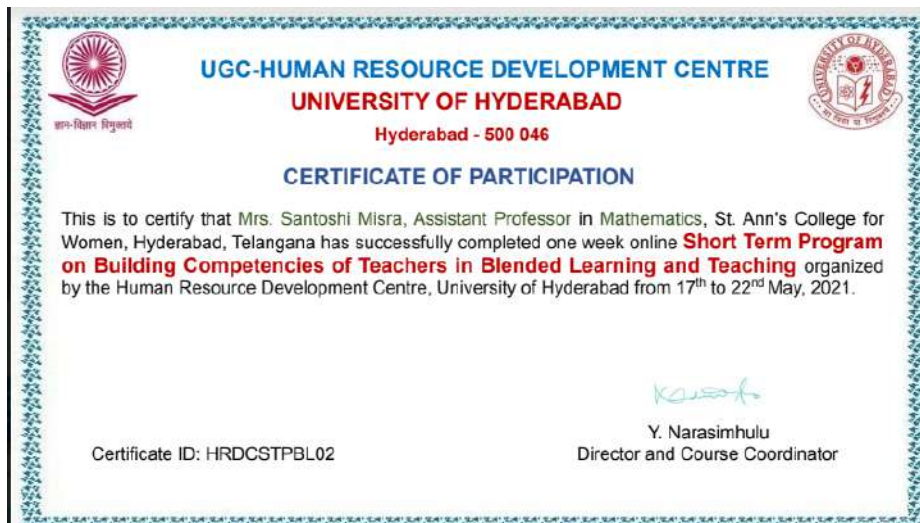 UGC-HUMAN RESOURCE DEVELOPMENT CENTRE
UNIVERSITY OF HYDERABAD
Hyderabad - 500 046
ज्ञान-विज्ञान विमुक्तये
UNIVERSITY OF HYDERABAD
सा विद्या या विमुक्तये
CERTIFICATE OF PARTICIPATION
This is to certify that Mrs. Santoshi Misra, Assistant Professor in Mathematics, St. Ann's College for
Women, Hyderabad, Telangana has successfully completed one week online Short Term Program
on Building Competencies of Teachers in Blended Learning and Teaching organized
by the Human Resource Development Centre, University of Hyderabad from 17th to 22nd May, 2021.
Y. Narasimhulu
Certificate ID: HRDCSTPBL02
Director and Course Coordinator